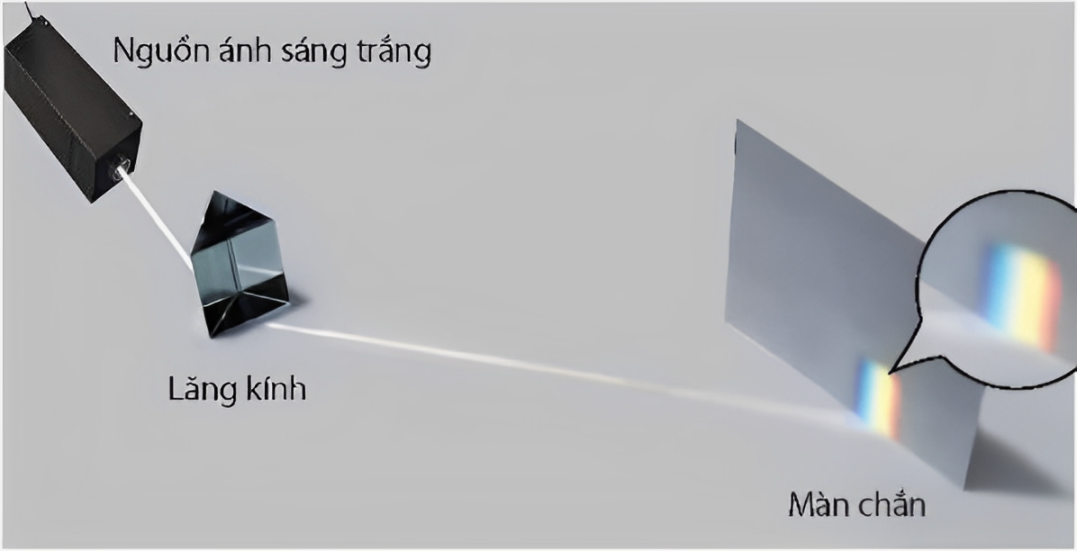 Nguồn ánh sáng trắng
Lăng kính
Màn chắn